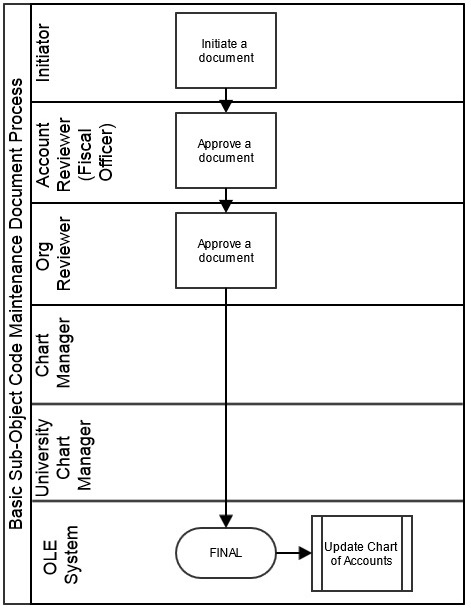 Basic Sub-Object Code Maintenance Document Process
Initiator
Initiate a
document
Account
Reviewer
(Fiscal
Officer)
Approve a
document
Org
Reviewer
Approve a
document
Chart
Manager
University
Chart
Manager
OLE
System
FINAL
Update Chart
of Accounts